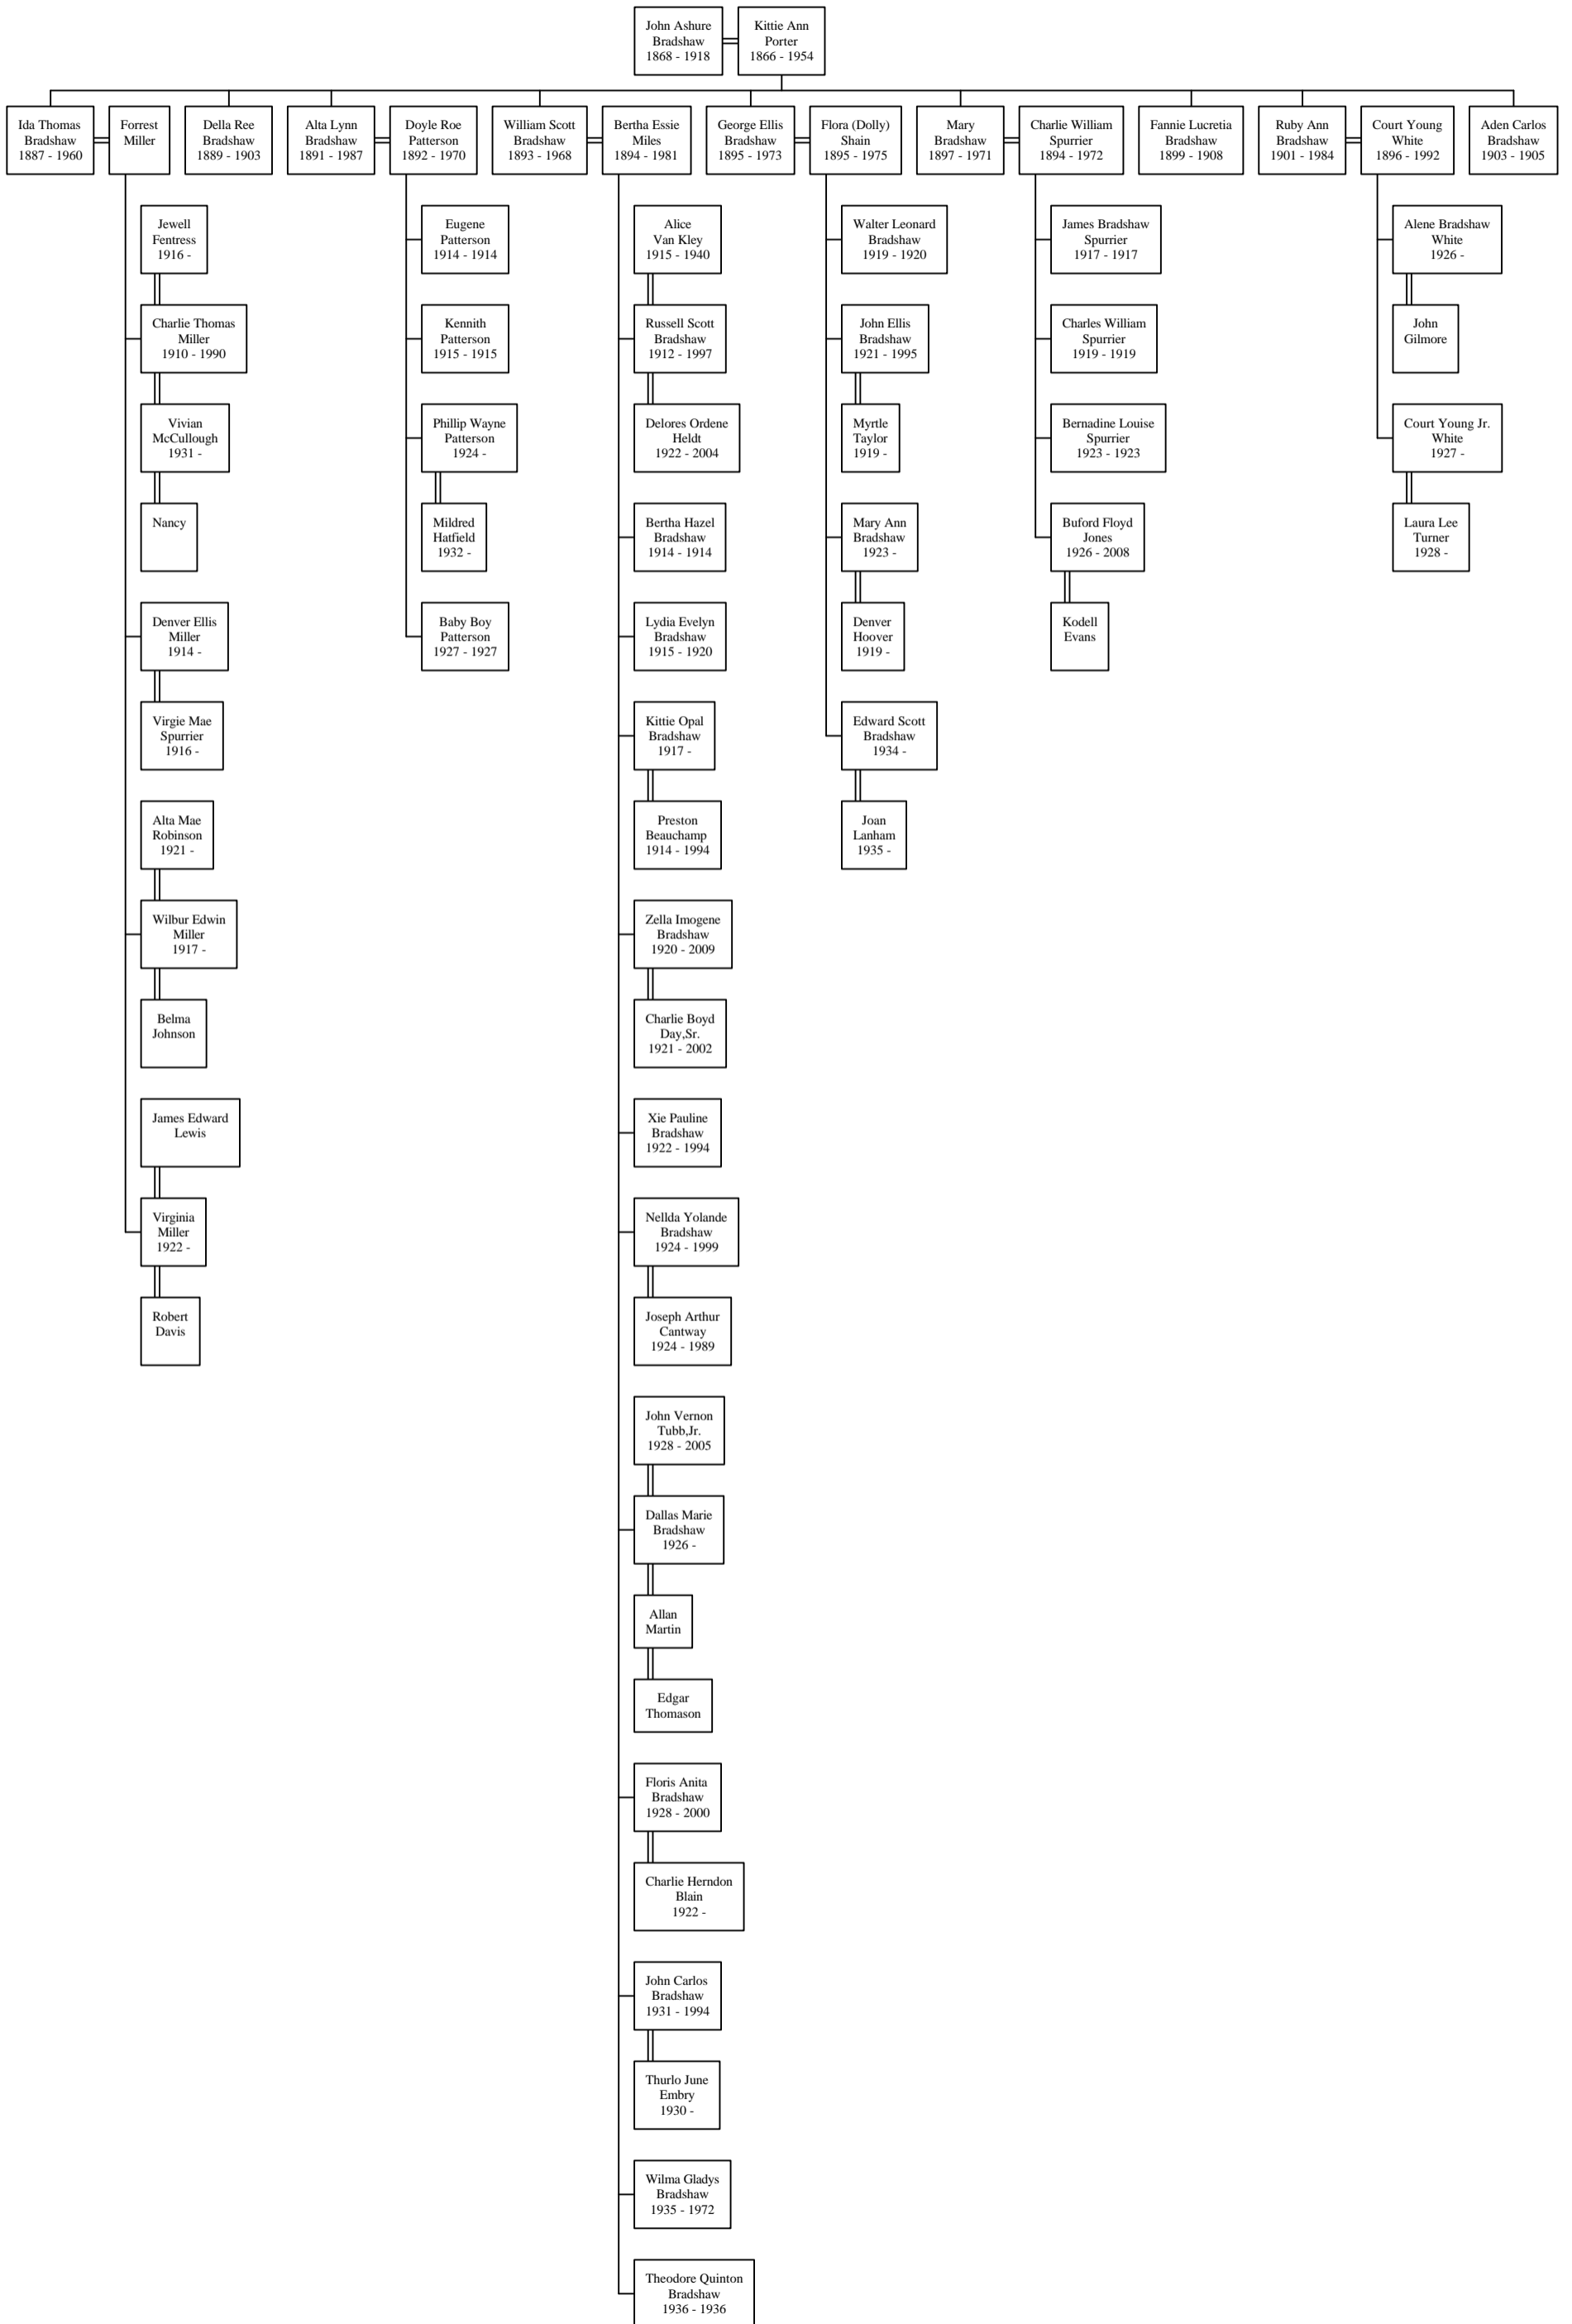 John Ashure
Bradshaw
1868 - 1918
Kittie Ann
Porter
1866 - 1954
Ida Thomas
Bradshaw
1887 - 1960
Forrest
Miller
Della Ree
Bradshaw
1889 - 1903
Alta Lynn
Bradshaw
1891 - 1987
Doyle Roe
Patterson
1892 - 1970
William Scott
Bradshaw
1893 - 1968
Bertha Essie
Miles
1894 - 1981
George Ellis
Bradshaw
1895 - 1973
Flora (Dolly)
Shain
1895 - 1975
Mary
Bradshaw
1897 - 1971
Charlie William
Spurrier
1894 - 1972
Fannie Lucretia
Bradshaw
1899 - 1908
Ruby Ann
Bradshaw
1901 - 1984
Court Young
White
1896 - 1992
Aden Carlos
Bradshaw
1903 - 1905
Jewell
Fentress
1916 -
Charlie Thomas
Miller
1910 - 1990
Vivian
McCullough
1931 -
Nancy
Denver Ellis
Miller
1914 -
Virgie Mae
Spurrier
1916 -
Alta Mae
Robinson
1921 -
Wilbur Edwin
Miller
1917 -
Belma
Johnson
James Edward
Lewis
Virginia
Miller
1922 -
Robert
Davis
Eugene
Patterson
1914 - 1914
Kennith
Patterson
1915 - 1915
Phillip Wayne
Patterson
1924 -
Mildred
Hatfield
1932 -
Baby Boy
Patterson
1927 - 1927
Alice
Van Kley
1915 - 1940
Russell Scott
Bradshaw
1912 - 1997
Delores Ordene
Heldt
1922 - 2004
Bertha Hazel
Bradshaw
1914 - 1914
Lydia Evelyn
Bradshaw
1915 - 1920
Kittie Opal
Bradshaw
1917 -
Preston
Beauchamp
1914 - 1994
Zella Imogene
Bradshaw
1920 - 2009
Charlie Boyd
Day,Sr.
1921 - 2002
Xie Pauline
Bradshaw
1922 - 1994
Nellda Yolande
Bradshaw
1924 - 1999
Joseph Arthur
Cantway
1924 - 1989
John Vernon
Tubb,Jr.
1928 - 2005
Dallas Marie
Bradshaw
1926 -
Allan
Martin
Edgar
Thomason
Floris Anita
Bradshaw
1928 - 2000
Charlie Herndon
Blain
1922 -
John Carlos
Bradshaw
1931 - 1994
Thurlo June
Embry
1930 -
Wilma Gladys
Bradshaw
1935 - 1972
Theodore Quinton
Bradshaw
1936 - 1936
Walter Leonard
Bradshaw
1919 - 1920
John Ellis
Bradshaw
1921 - 1995
Myrtle
Taylor
1919 -
Mary Ann
Bradshaw
1923 -
Denver
Hoover
1919 -
Edward Scott
Bradshaw
1934 -
Joan
Lanham
1935 -
James Bradshaw
Spurrier
1917 - 1917
Charles William
Spurrier
1919 - 1919
Bernadine Louise
Spurrier
1923 - 1923
Buford Floyd
Jones
1926 - 2008
Kodell
Evans
Alene Bradshaw
White
1926 -
John
Gilmore
Court Young Jr.
White
1927 -
Laura Lee
Turner
1928 -